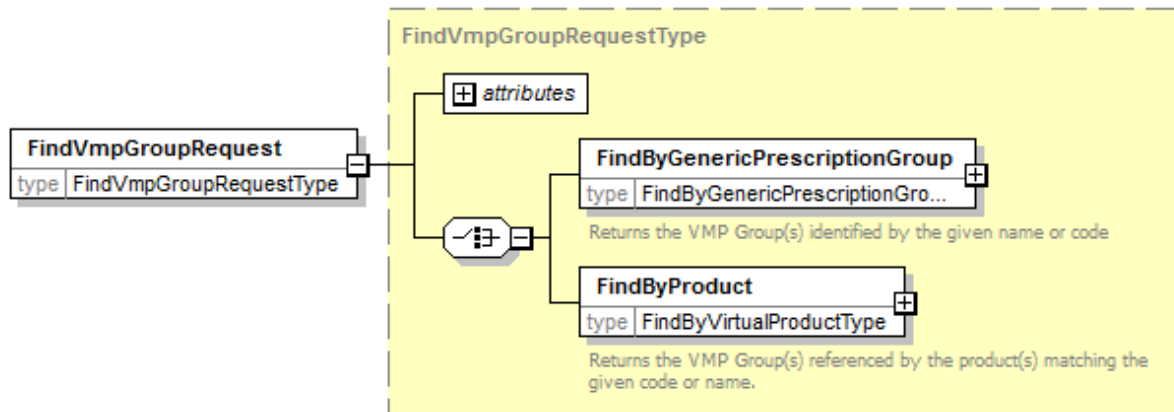 FindVmpGroupRequestType
attributes
FindVmpGroupRequest
type FindVmpGroupRequestType
FindByGenericPrescriptionGroup
type FindByGenericPrescriptionGro...
Returns the VMP Group(s) identified by the given name or code
FindByProduct
type FindByVirtualProductType
Returns the VMP Group(s) referenced by the product(s) matching the
given code or name.